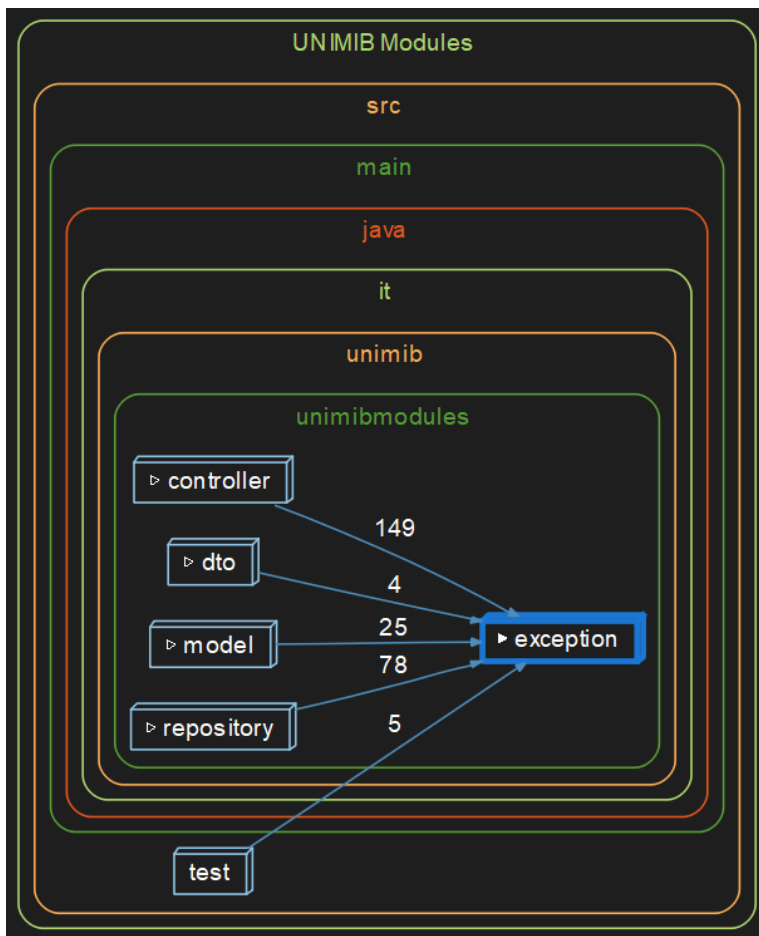 UNIMIB Modules
src
main
java
it
unimib
unimibmodules
controller
149
dto
4
25
model
exception
78
repository
5
test